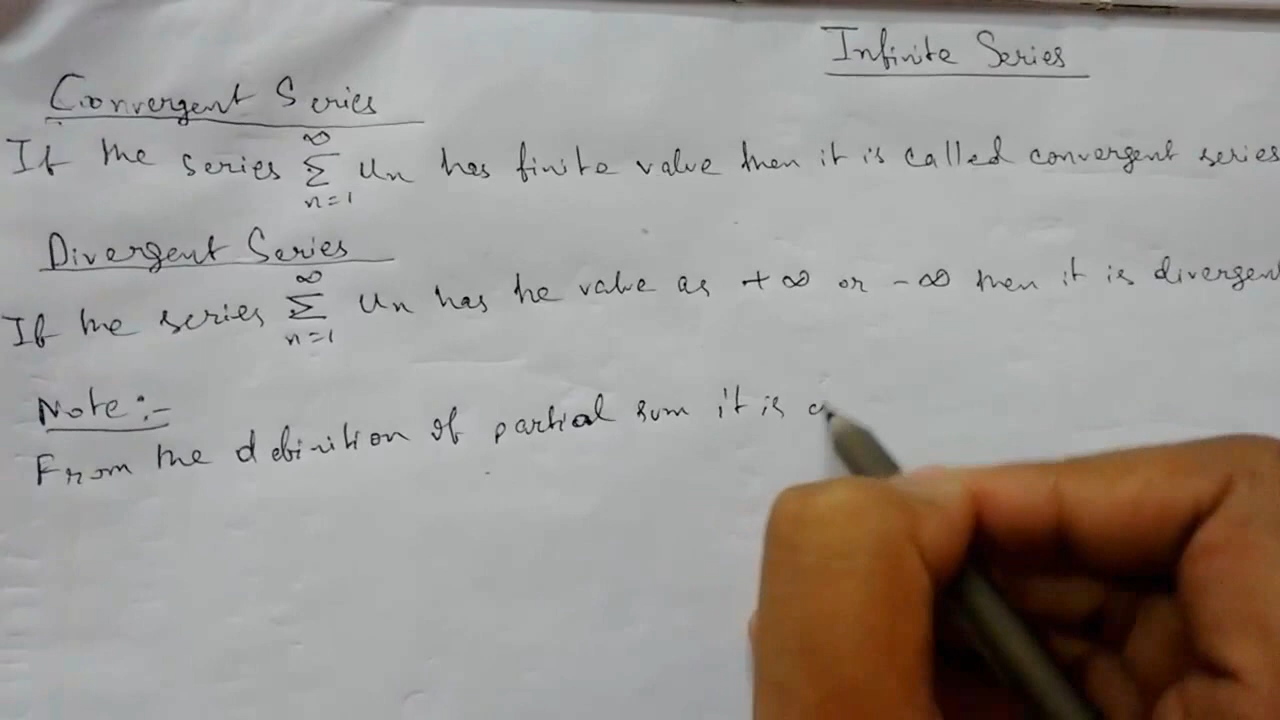 Infinite Series
Convergent Series
If the series ∞ Σ n=1 Un has finite value then it is called convergent series
Divergent Series
If the series ∞ Σ n=1 Un has he value as +∞ or -∞ then it is divergent
Note:-
From the definition of partial sum it is